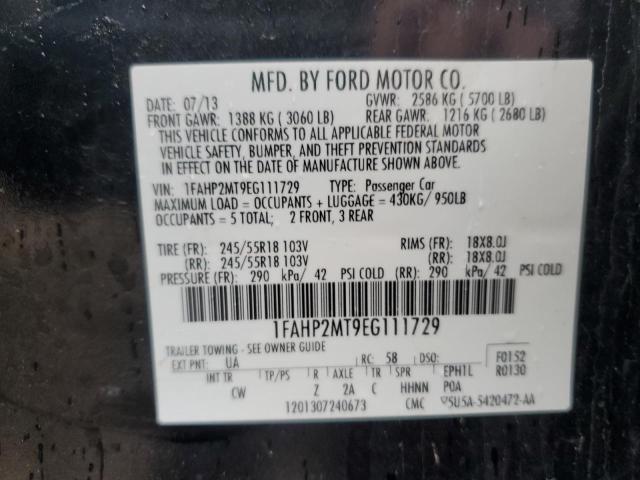 MFD. BY FORD MOTOR CO.
DATE: 07/13 GVWR: 2586 KG ( 5700 LB)
FRONT GAWR: 1388 KG ( 3060 LB) REAR GAWR: 1216 KG ( 2680 LB)
THIS VEHICLE CONFORMS TO ALL APPLICABLE FEDERAL MOTOR
VEHICLE SAFETY, BUMPER, AND THEFT PREVENTION STANDARDS
IN EFFECT ON THE DATE OF MANUFACTURE SHOWN ABOVE.
VIN: 1FAHP2MT9EG111729 TYPE: Passenger Car
MAXIMUM LOAD = OCCUPANTS + LUGGAGE = 430KG/ 950LB
OCCUPANTS = 5 TOTAL; 2 FRONT, 3 REAR
TIRE (FR): 245/55R18 103V RIMS (FR): 18X8.0J
(RR): 245/55R18 103V (RR): 18X8.0J
PRESSURE (FR): 290 kPa/ 42 PSI COLD (RR): 290 kPa/ 42 PSI COLD
1FAHP2MT9EG111729
TRAILER TOWING - SEE OWNER GUIDE
EXT PNT: UA RC: 58 DSO: F0152
INT TR TP/PS R AXLE TR SPR EPH1L R0130
CW Z 2A C HHNN POA
1201307240673 CMC 5U5A-5420472-AA